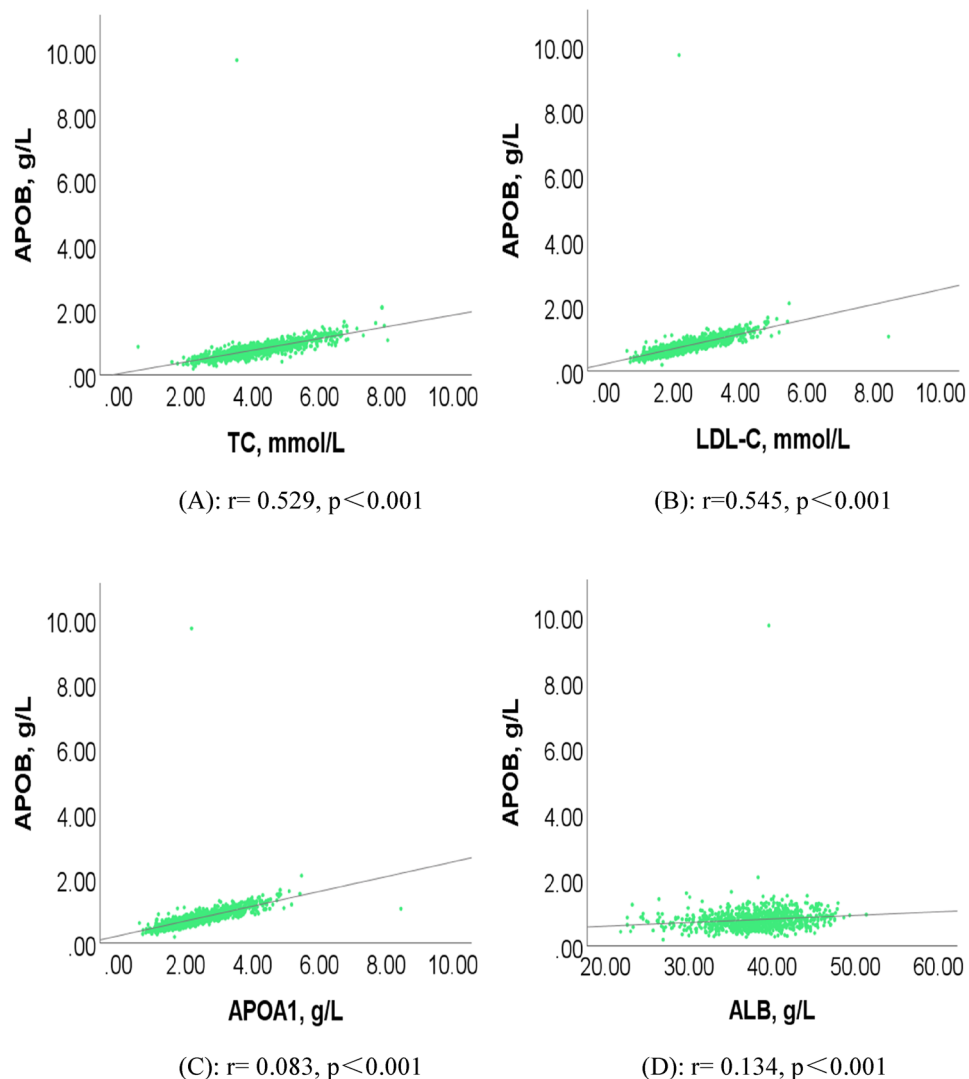 10.00
8.00
6.00
4.00
2.00
.00
APOB, g/L
.00 2.00 4.00 6.00 8.00 10.00
TC, mmol/L
(A): r= 0.529, p＜0.001
10.00
8.00
6.00
4.00
2.00
.00
APOB, g/L
.00 2.00 4.00 6.00 8.00 10.00
LDL-C, mmol/L
(B): r=0.545, p＜0.001
10.00
8.00
6.00
4.00
2.00
.00
APOB, g/L
.00 2.00 4.00 6.00 8.00 10.00
APOA1, g/L
(C): r= 0.083, p＜0.001
10.00
8.00
6.00
4.00
2.00
.00
APOB, g/L
20.00 30.00 40.00 50.00 60.00
ALB, g/L
(D): r= 0.134, p＜0.001